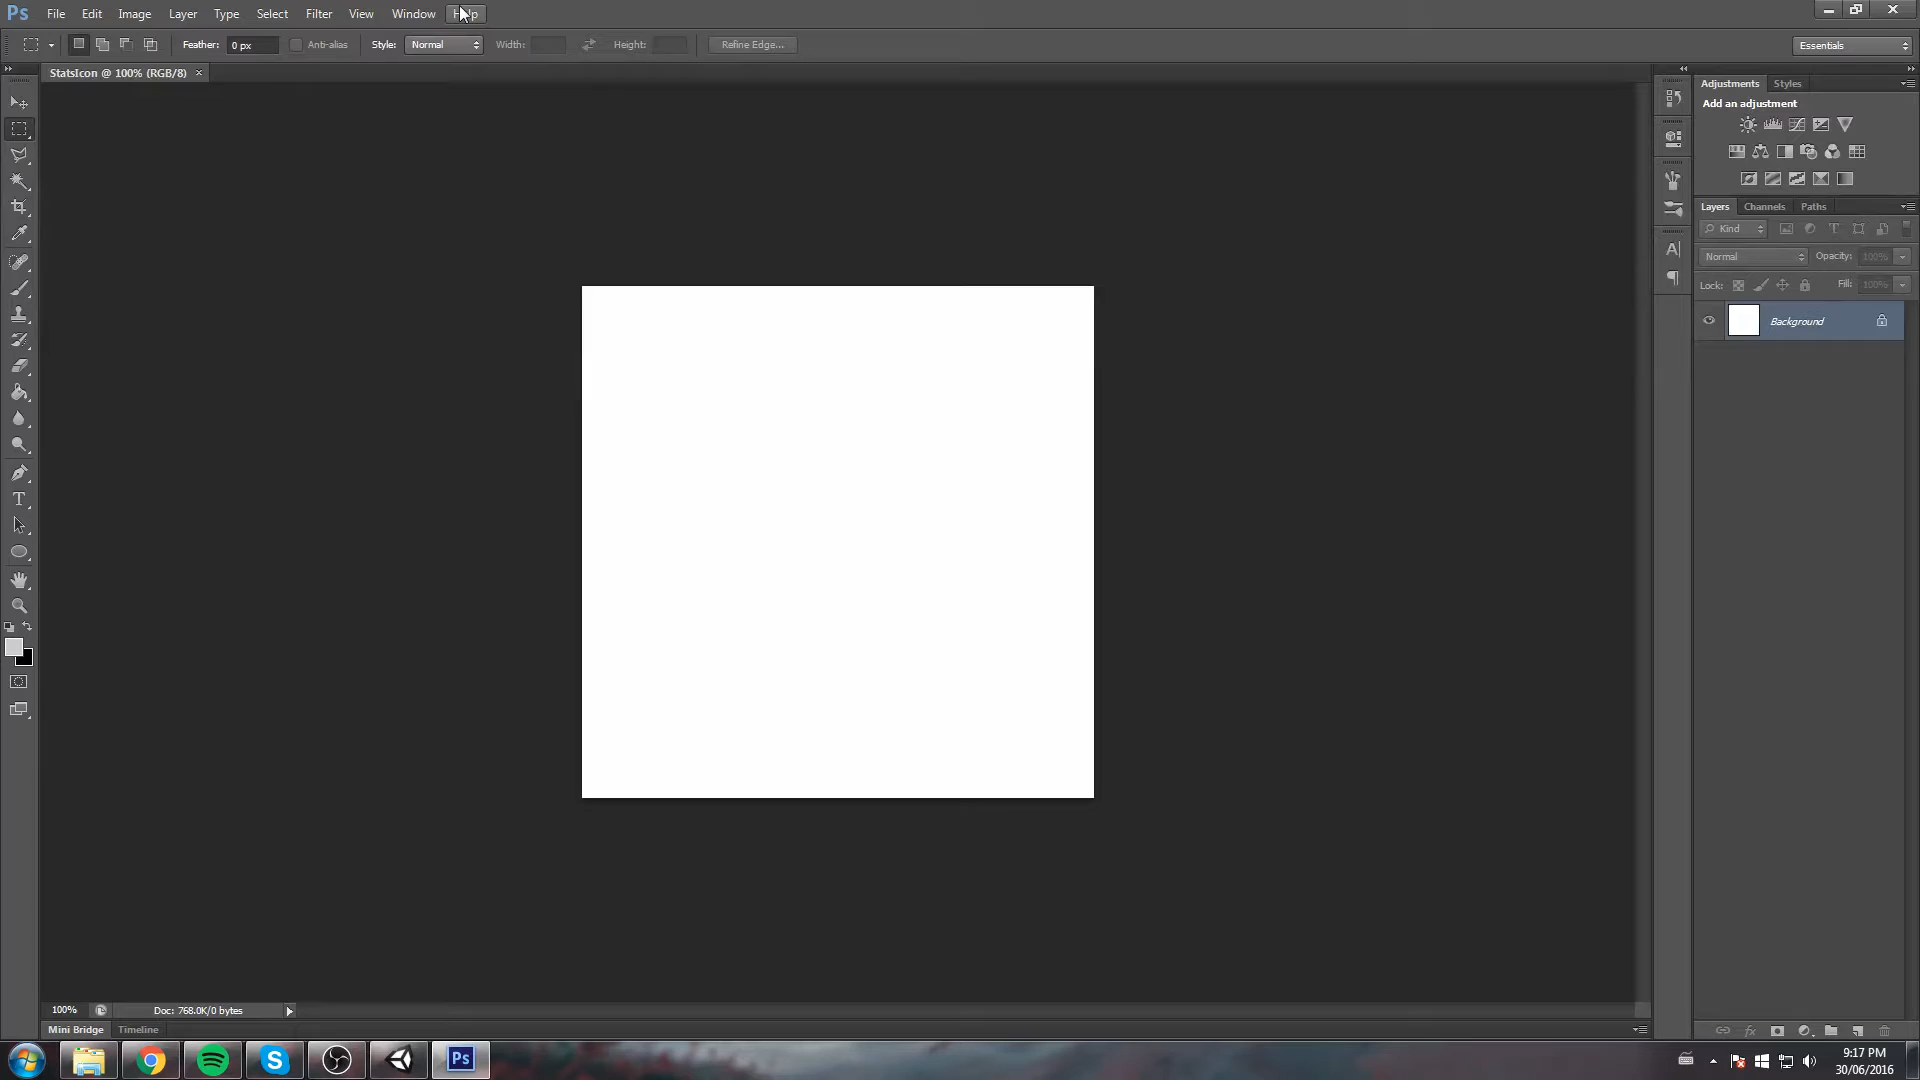 Ps File Edit Image Layer Type Select Filter View Window Help
Feather: 0 px Anti-alias Style: Normal Width: Height: Refine Edge... Essentials
StatsIcon @ 100% (RGB/8) ×
Adjustments Styles
Add an adjustment
Layers Channels Paths
Kind
Normal Opacity: 100%
Lock: Fill: 100%
Background
100% Doc: 768.0K/0 bytes
Mini Bridge Timeline
Ps
9:17 PM
30/06/2016